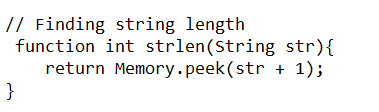 // Finding string length
 function int strlen(String str){
    return Memory.peek(str + 1);
}